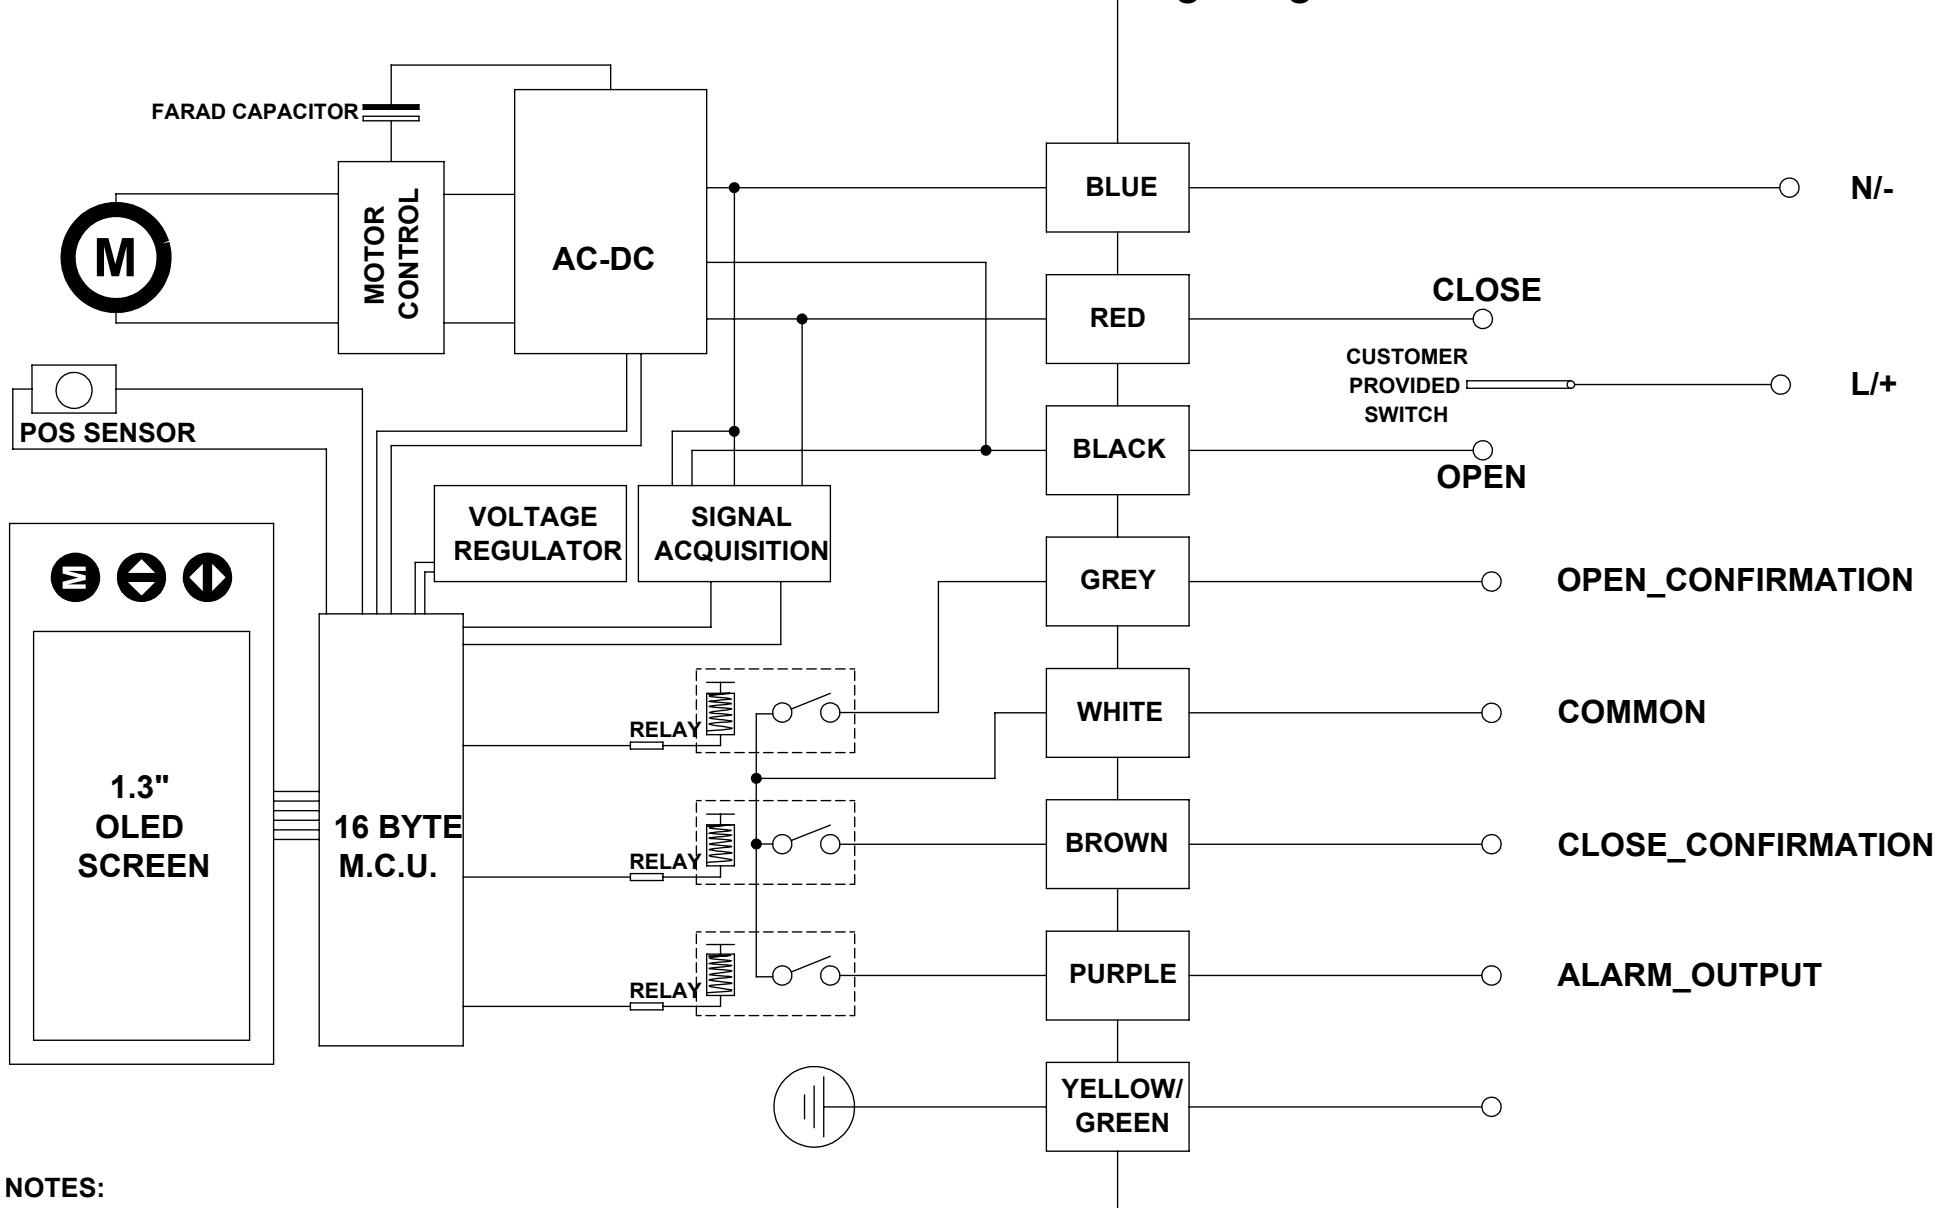 FARAD CAPACITOR
M
MOTOR
CONTROL
AC-DC
POS SENSOR
VOLTAGE
REGULATOR
SIGNAL
ACQUISITION
M
1.3"
OLED
SCREEN
16 BYTE
M.C.U.
RELAY
RELAY
RELAY
BLUE
RED
BLACK
GREY
WHITE
BROWN
PURPLE
YELLOW/
GREEN
N/-
CLOSE
CUSTOMER
PROVIDED
SWITCH
L/+
OPEN
OPEN_CONFIRMATION
COMMON
CLOSE_CONFIRMATION
ALARM_OUTPUT
NOTES: